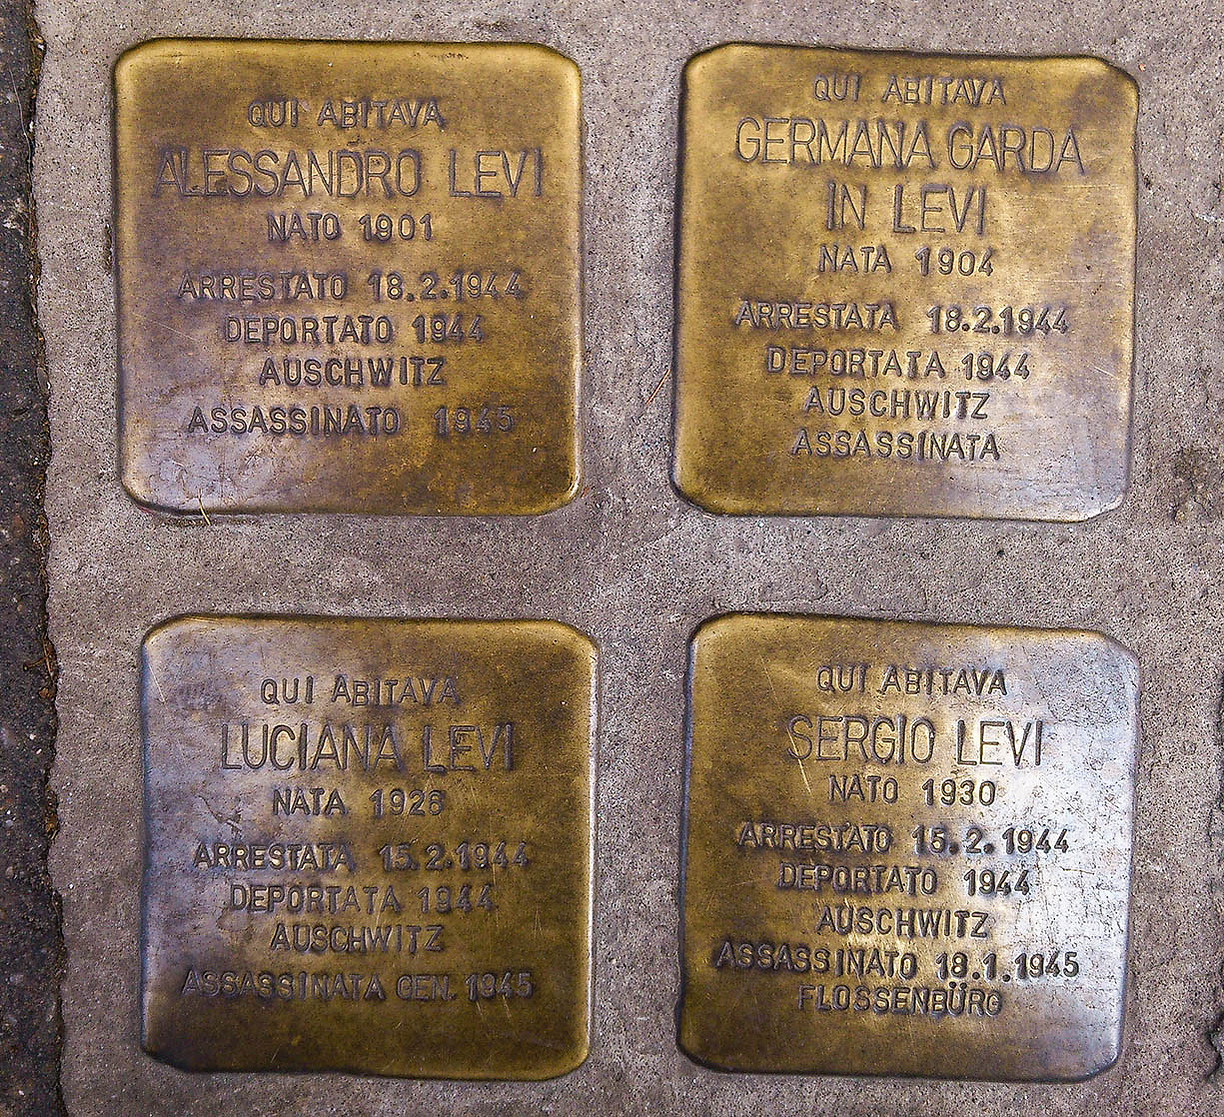 QUI ABITAVA
ALESSANDRO LEVI
NATO 1901
ARRESTATO 18.2.1944
DEPORTATO 1944
AUSCHWITZ
ASSASSINATO 1945
QUI ABITAVA
GERMANA GARDA
IN LEVI
NATA 1904
ARRESTATA 18.2.1944
DEPORTATA 1944
AUSCHWITZ
ASSASSINATA
QUI ABITAVA
LUCIANA LEVI
NATA 1926
ARRESTATA 15.2.1944
DEPORTATA 1944
AUSCHWITZ
ASSASSINATA GEN. 1945
QUI ABITAVA
SERGIO LEVI
NATO 1930
ARRESTATO 15.2.1944
DEPORTATO 1944
AUSCHWITZ
ASSASSINATO 18.1.1945
FLOSSENBÜRG